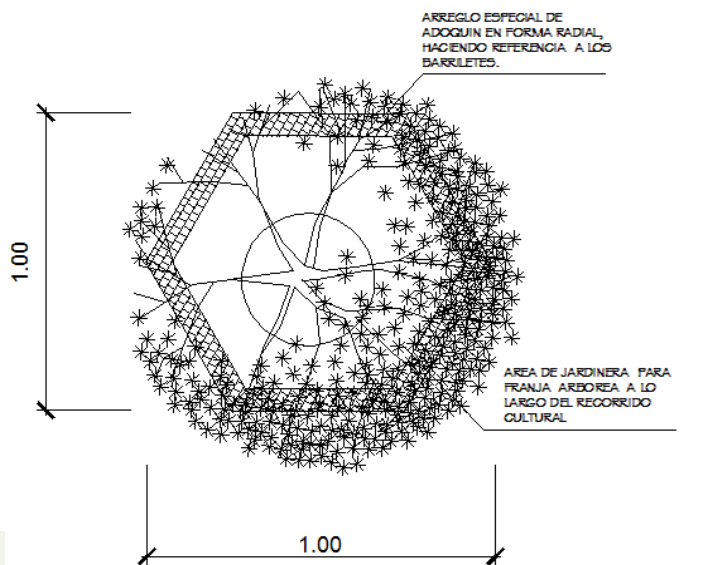 ARREGLO ESPECIAL DE
ADOQUIN EN FORMA RADIAL,
HACIENDO REFERENCIA A LOS
BARRILETES.
1.00
AREA DE JARDINERA PARA
FRANJA ARBOREA A LO
LARGO DEL RECORRIDO
CULTURAL
1.00